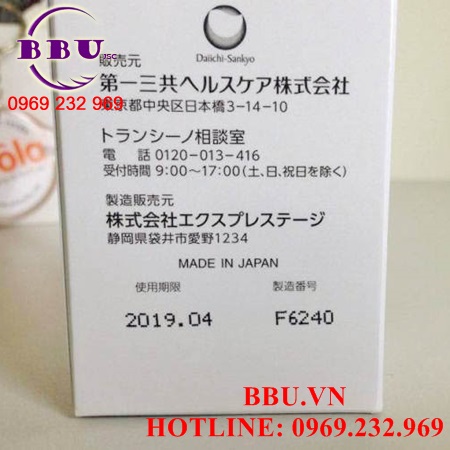 BBU JSC
0969 232 969
Daiichi-Sankyo
販売元
第一三共ヘルスケア株式会社
東京都中央区日本橋3-14-10
トランシーノ相談室
電 話 0120-013-416
受付時間 9:00〜17:00(土、日、祝日を除く)
製造販売元
株式会社エクスプレステージ
静岡県袋井市愛野1234
MADE IN JAPAN
使用期限 製造番号
2019.04 F6240
BBU.VN
HOTLINE: 0969.232.969